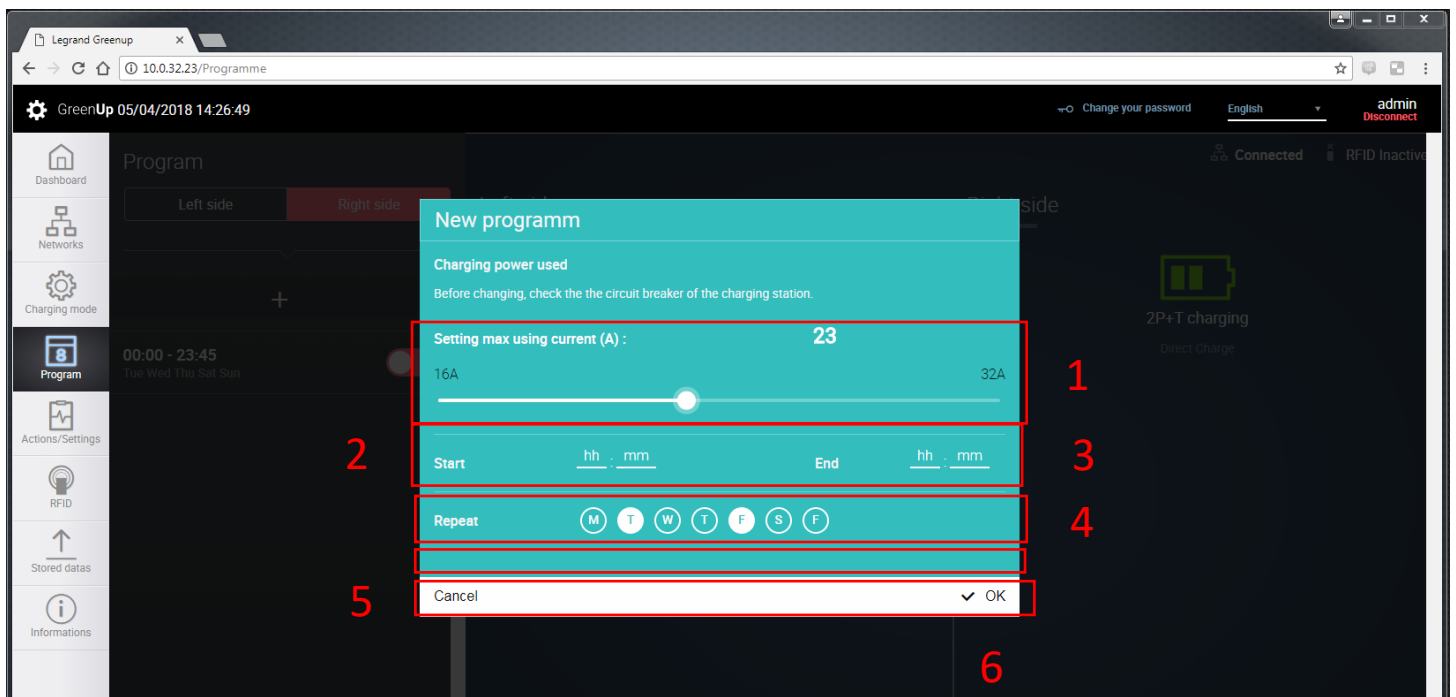 Legrand Greenup
10.0.32.23/Programme
GreenUp 05/04/2018 14:26:49
Change your password
English
admin
Disconnect
Dashboard
Networks
Charging mode
8
Program
Actions/Settings
RFID
Stored datas
Informations
Program
Left side
Right side
+
00:00 - 23:45
Tue Wed Thu Sat Sun
Connected
RFID Inactive
Left side
Right side
2P+T charging
Direct Charge
New programm
Charging power used
Before changing, check the the circuit breaker of the charging station.
Setting max using current (A) : 23
16A 32A
Start hh : mm End hh : mm
Repeat M T W T F S F
Cancel OK
1
2
3
4
5
6